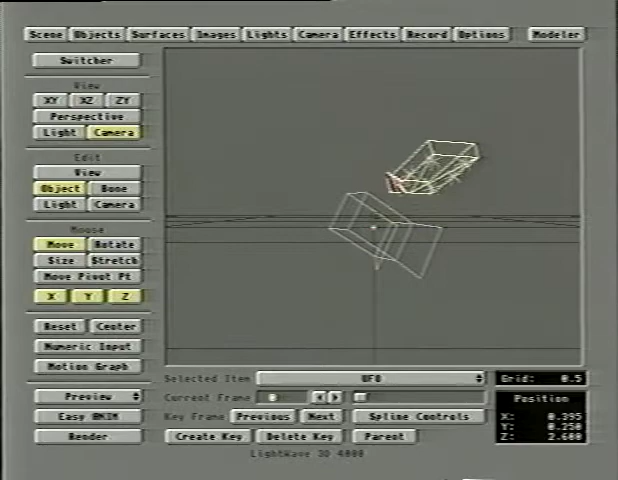 Scene Objects Surfaces Images Lights Camera Effects Record Options Modeler
Switcher
View
XY XZ ZY
Perspective
Light Camera
Edit
View
Object Bone
Light Camera
Mouse
Move Rotate
Size Stretch
Move Pivot Pt
X Y Z
Reset Center
Numeric Input
Motion Graph
Selected Item UFO Grid: 0.5
Preview Current Frame 0 Position
Easy ANIM Key Frame Previous Next Spline Controls X: 0.395
Y: 0.250
Render Create Key Delete Key Parent Z: 2.600
LightWave 3D 4000